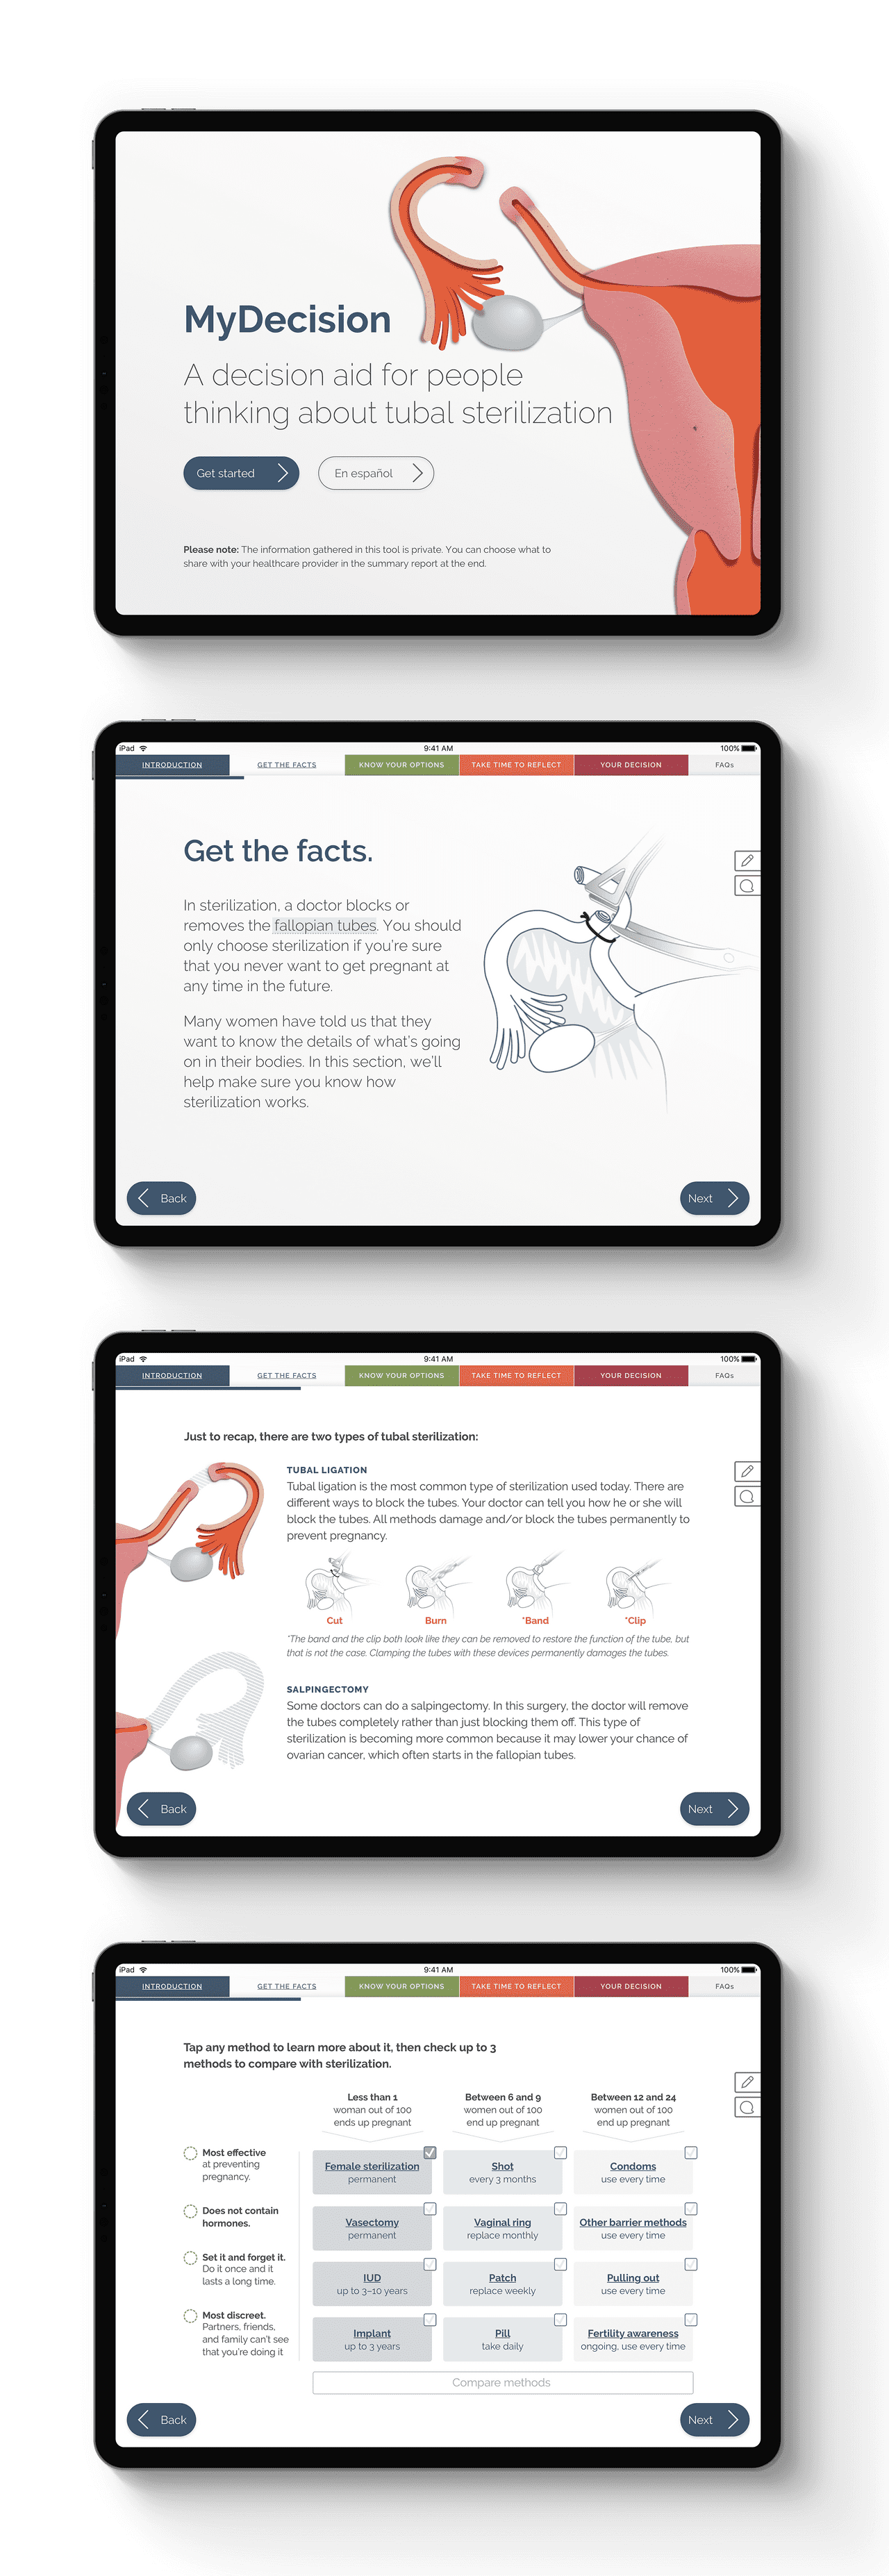 MyDecision
A decision aid for people
thinking about tubal sterilization
Get started
En español
Please note: The information gathered in this tool is private. You can choose what to
share with your healthcare provider in the summary report at the end.
iPad
9:41 AM
100%
INTRODUCTION
GET THE FACTS
KNOW YOUR OPTIONS
TAKE TIME TO REFLECT
YOUR DECISION
FAQs
Get the facts.
In sterilization, a doctor blocks or
removes the fallopian tubes. You should
only choose sterilization if you're sure
that you never want to get pregnant at
any time in the future.
Many women have told us that they
want to know the details of what's going
on in their bodies. In this section, we'll
help make sure you know how
sterilization works.
Back
Next
iPad
9:41 AM
100%
INTRODUCTION
GET THE FACTS
KNOW YOUR OPTIONS
TAKE TIME TO REFLECT
YOUR DECISION
FAQs
Just to recap, there are two types of tubal sterilization:
TUBAL LIGATION
Tubal ligation is the most common type of sterilization used today. There are
different ways to block the tubes. Your doctor can tell you how he or she will
block the tubes. All methods damage and/or block the tubes permanently to
prevent pregnancy.
Cut
Burn
*Band
*Clip
*The band and the clip both look like they can be removed to restore the function of the tube, but
that is not the case. Clamping the tubes with these devices permanently damages the tubes.
SALPINGECTOMY
Some doctors can do a salpingectomy. In this surgery, the doctor will remove
the tubes completely rather than just blocking them off. This type of
sterilization is becoming more common because it may lower your chance of
ovarian cancer, which often starts in the fallopian tubes.
Back
Next
iPad
9:41 AM
100%
INTRODUCTION
GET THE FACTS
KNOW YOUR OPTIONS
TAKE TIME TO REFLECT
YOUR DECISION
FAQs
Tap any method to learn more about it, then check up to 3
methods to compare with sterilization.
Less than 1
woman out of 100
ends up pregnant
Between 6 and 9
women out of 100
end up pregnant
Between 12 and 24
women out of 100
end up pregnant
Most effective
at preventing
pregnancy.
Does not contain
hormones.
Set it and forget it.
Do it once and it
lasts a long time.
Most discreet.
Partners, friends,
and family can't see
that you're doing it
Female sterilization
permanent
Shot
every 3 months
Condoms
use every time
Vasectomy
permanent
Vaginal ring
replace monthly
Other barrier methods
use every time
IUD
up to 3–10 years
Patch
replace weekly
Pulling out
use every time
Implant
up to 3 years
Pill
take daily
Fertility awareness
ongoing, use every time
Compare methods
Back
Next